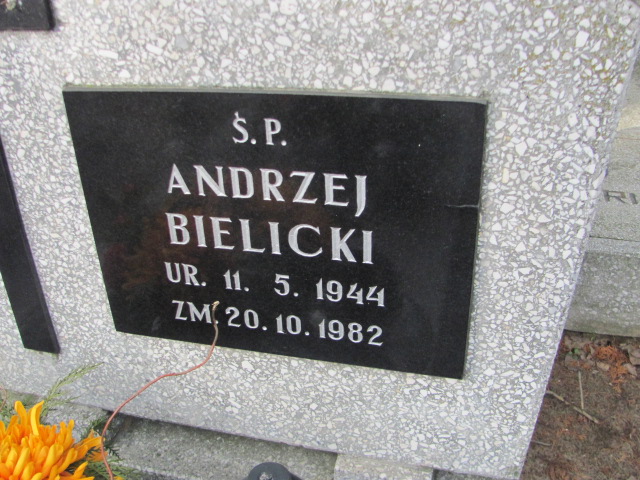 Ś.P.
ANDRZEJ
BIELICKI
UR. 11. 5. 1944
ZM. 20.10.1982